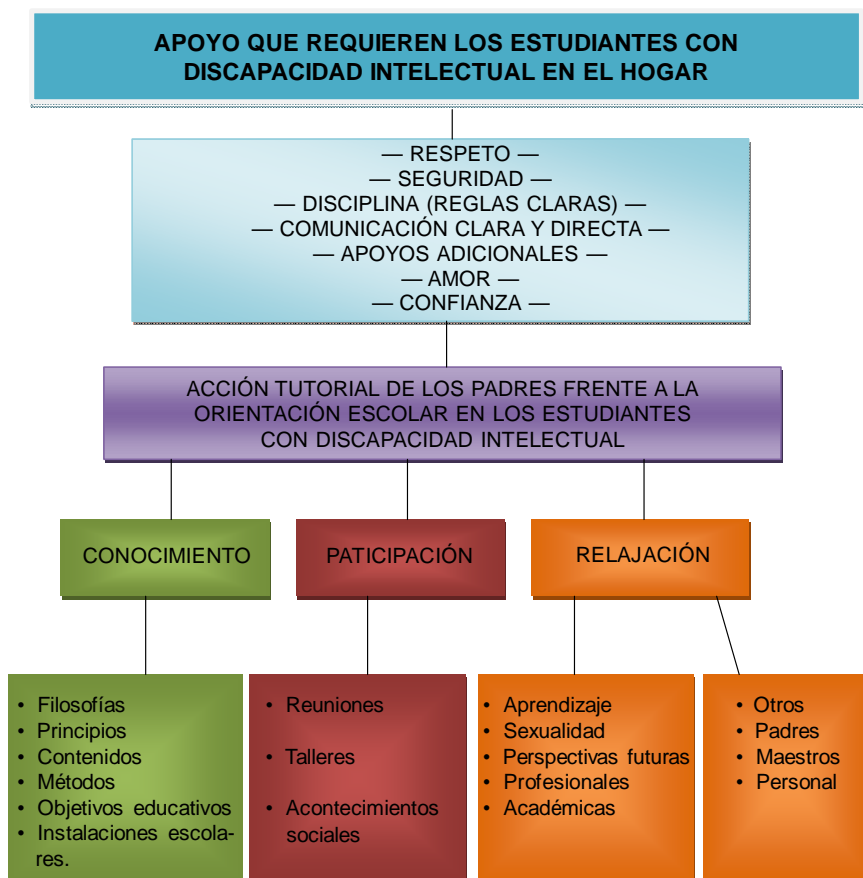 APOYO QUE REQUIEREN LOS ESTUDIANTES CON
DISCAPACIDAD INTELECTUAL EN EL HOGAR
— RESPETO —
— SEGURIDAD —
— DISCIPLINA (REGLAS CLARAS) —
— COMUNICACIÓN CLARA Y DIRECTA —
— APOYOS ADICIONALES —
— AMOR —
— CONFIANZA —
ACCIÓN TUTORIAL DE LOS PADRES FRENTE A LA
ORIENTACIÓN ESCOLAR EN LOS ESTUDIANTES
CON DISCAPACIDAD INTELECTUAL
CONOCIMIENTO
PATICIPACIÓN
RELAJACIÓN
• Filosofías
• Principios
• Contenidos
• Métodos
• Objetivos educativos
• Instalaciones escola-
res.
• Reuniones
• Talleres
• Acontecimientos
sociales
• Aprendizaje
• Sexualidad
• Perspectivas futuras
• Profesionales
• Académicas
• Otros
• Padres
• Maestros
• Personal